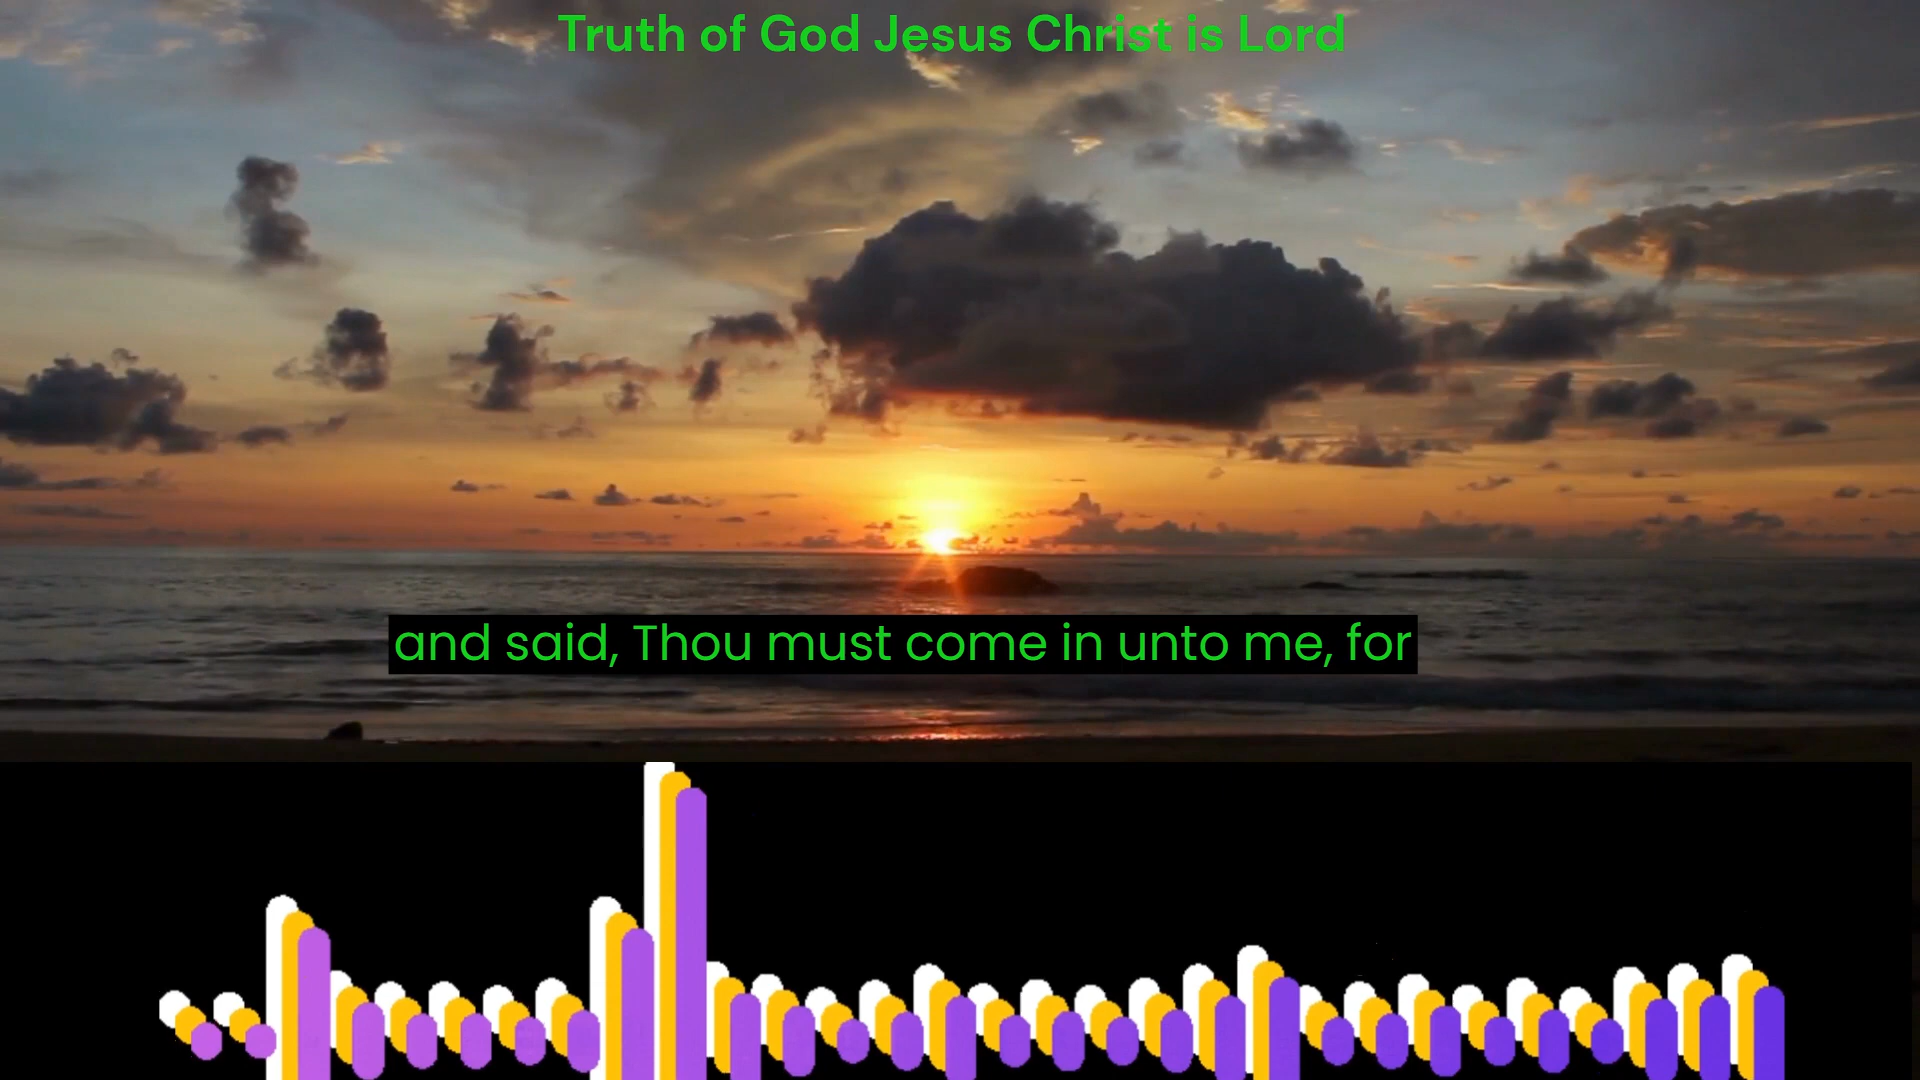 Truth of God Jesus Christ is Lord
and said, Thou must come in unto me, for